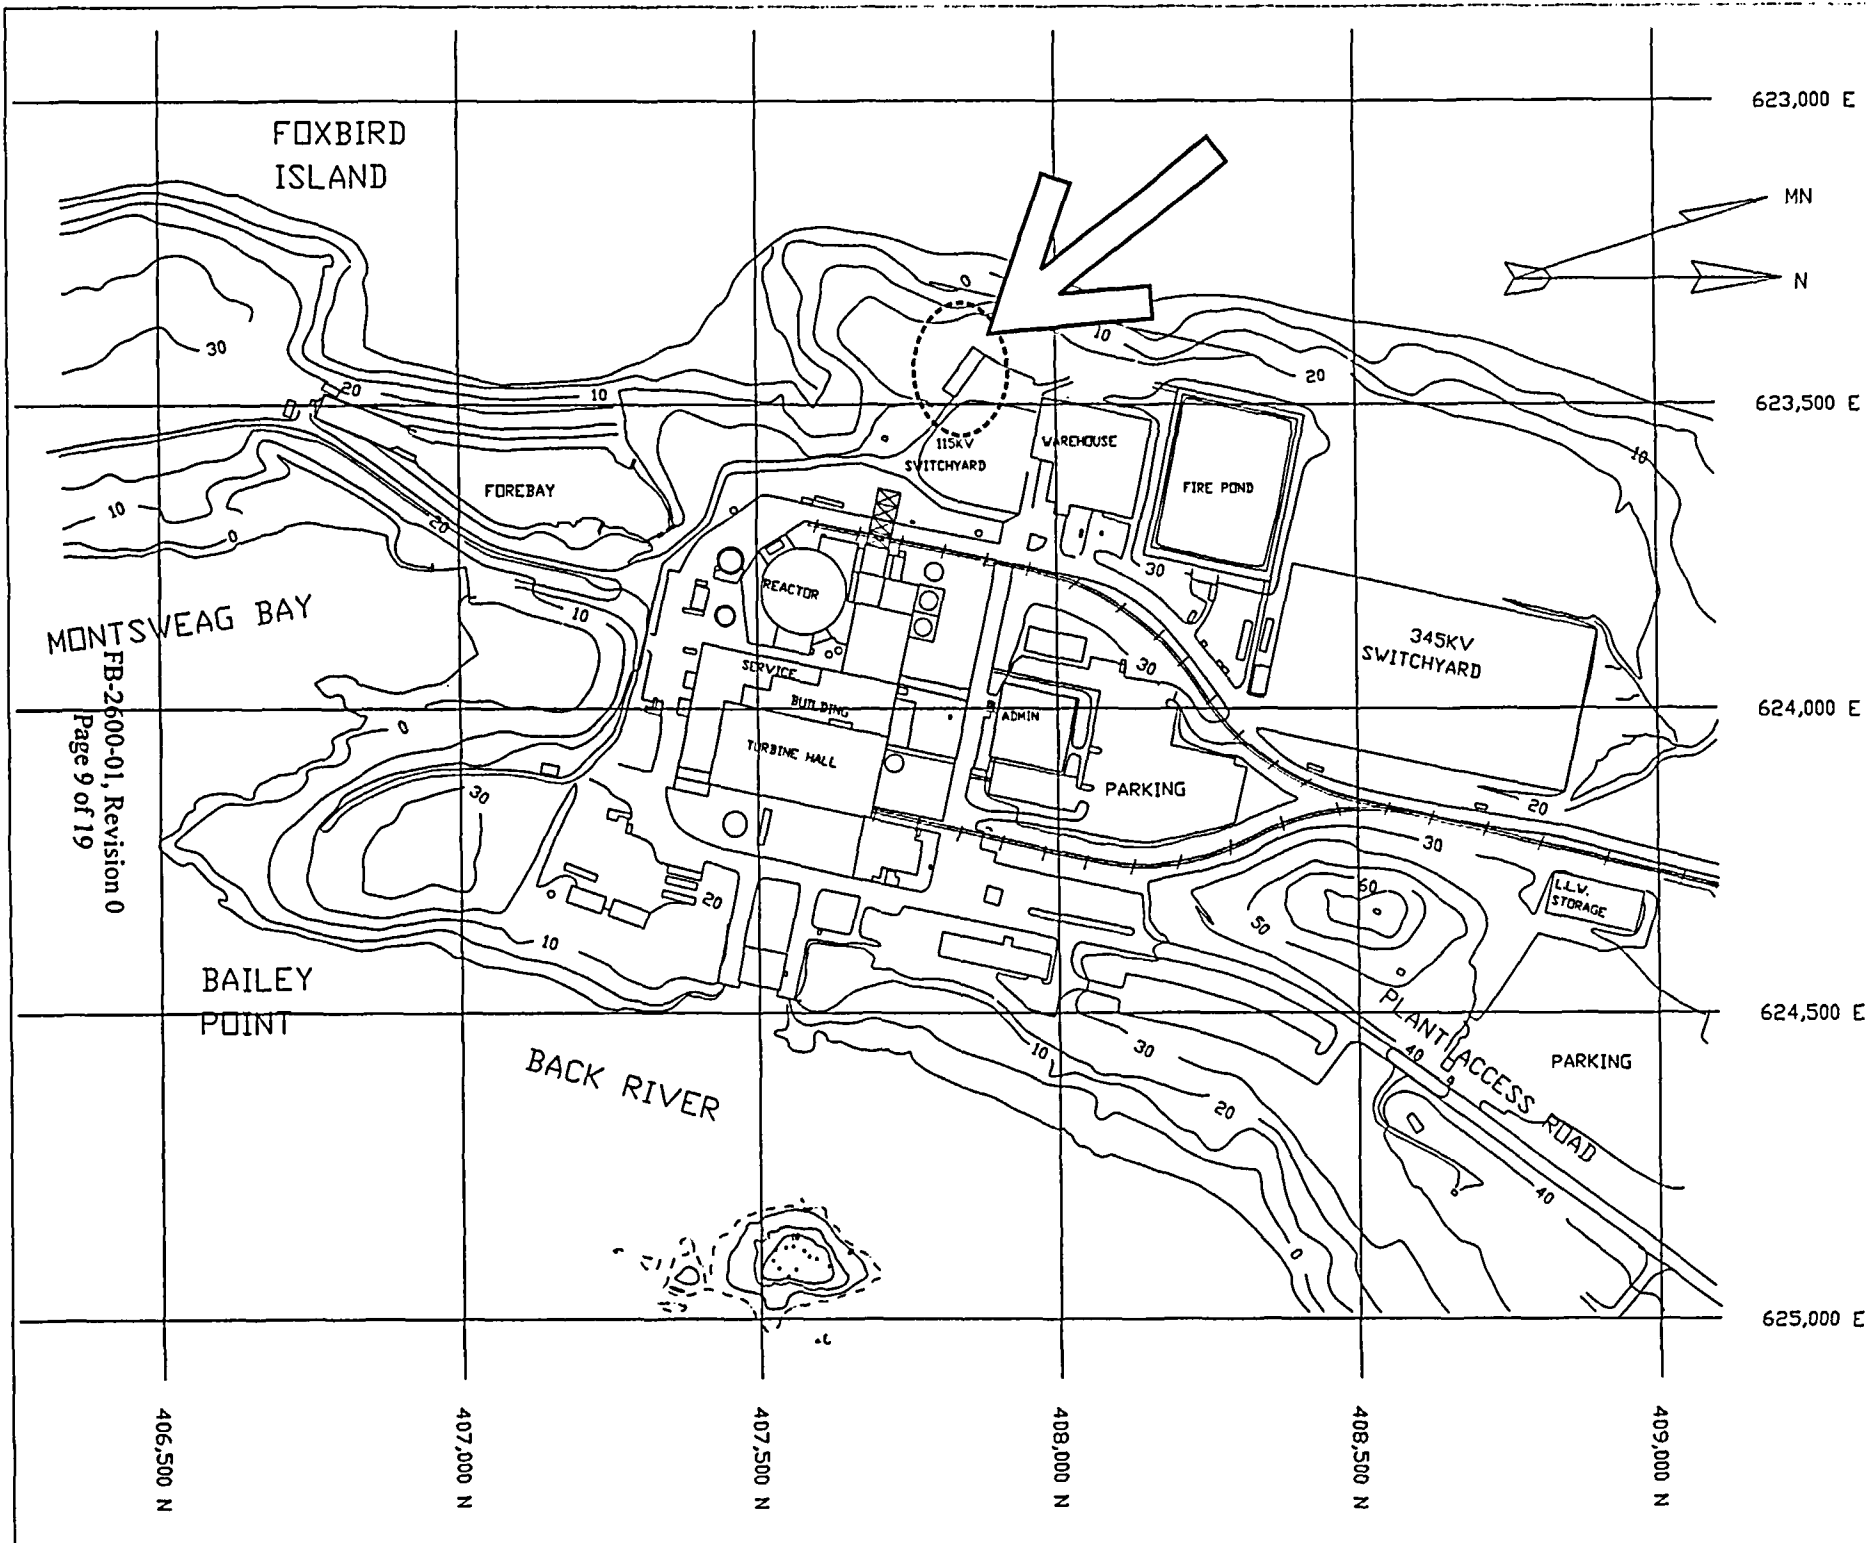 623,000 E
FOXBIRD
ISLAND
MN
N
0
10
30
20
20
10
623,500 E
115KV
SWITCHYARD
WAREHOUSE
10
FOREBAY
FIRE POND
10
20
0
30
REACTOR
10
MONTSWEAG BAY
345KV
SWITCHYARD
30
SERVICE
BUILDING
ADMIN
624,000 E
0
TURBINE HALL
PARKING
30
20
30
60
L.L.W.
STORAGE
20
50
10
BAILEY
POINT
624,500 E
PLANT ACCESS ROAD
10
30
40
PARKING
BACK RIVER
20
40
0
625,000 E
406,500 N
407,000 N
407,500 N
408,000 N
408,500 N
409,000 N
FB-2600-01, Revision 0
Page 9 of 19